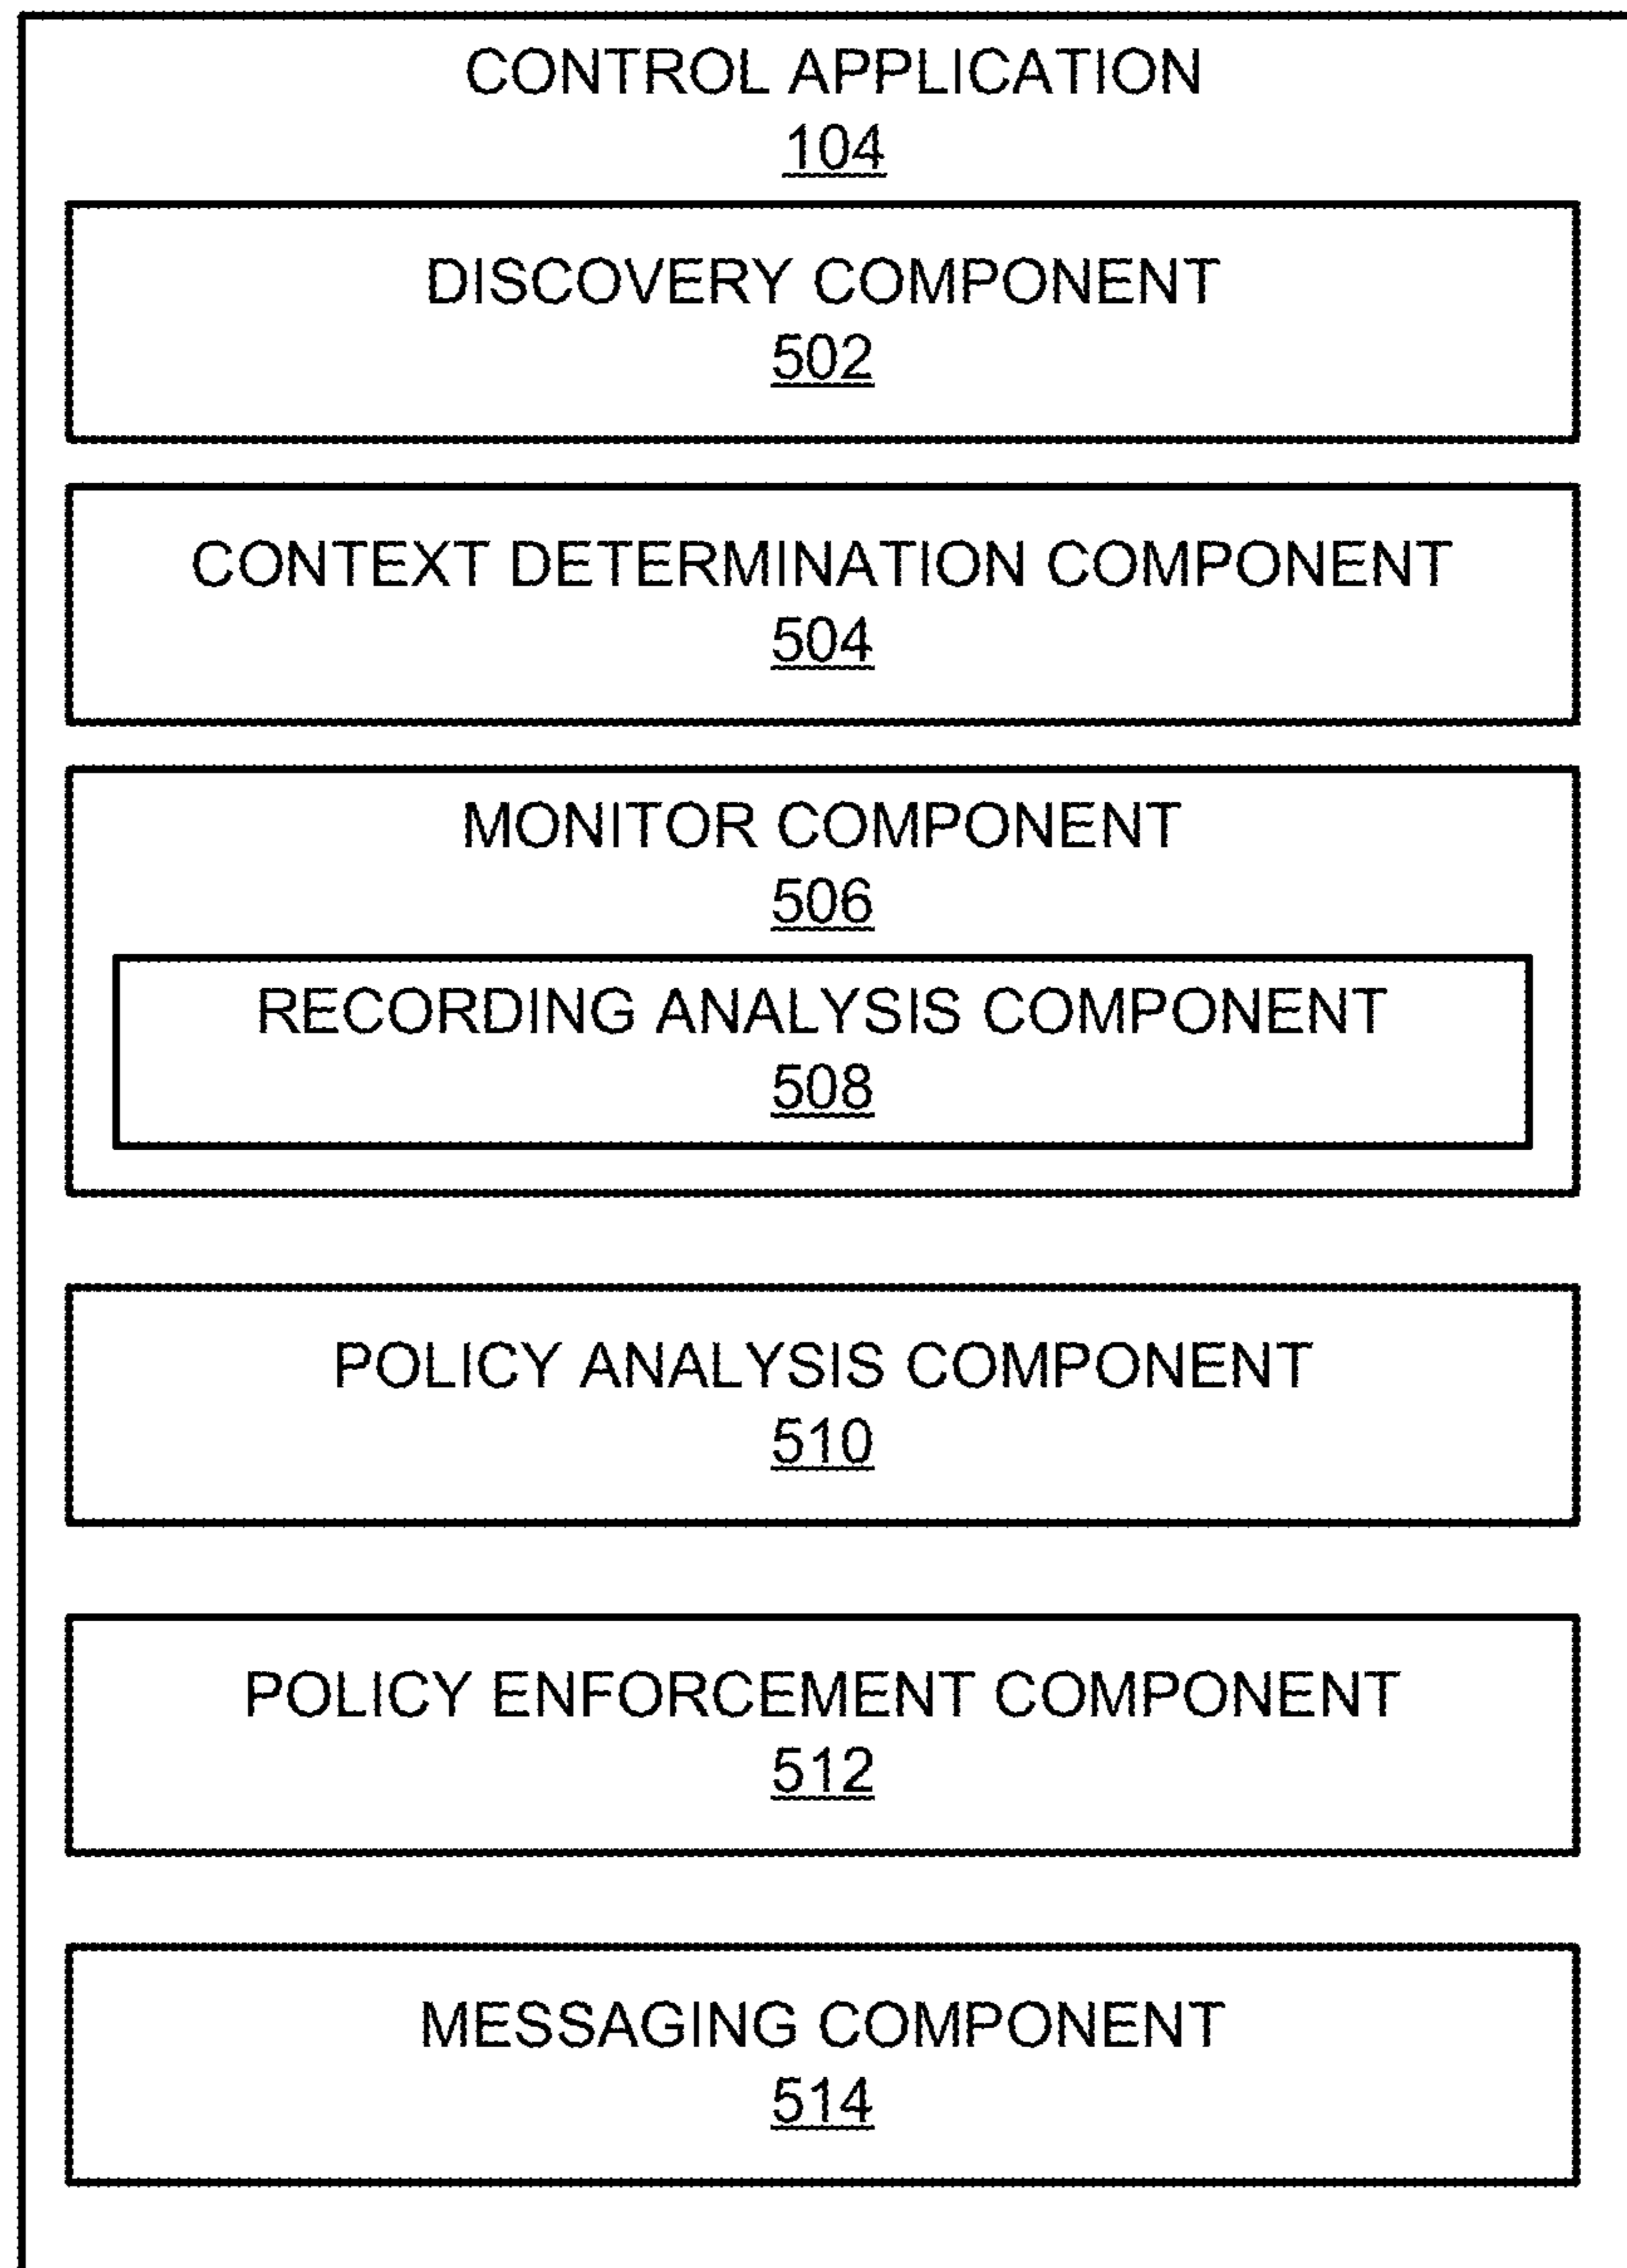 CONTROL APPLICATION
104
DISCOVERY COMPONENT
502
CONTEXT DETERMINATION COMPONENT
504
MONITOR COMPONENT
506
RECORDING ANALYSIS COMPONENT
508
POLICY ANALYSIS COMPONENT
510
POLICY ENFORCEMENT COMPONENT
512
MESSAGING COMPONENT
514